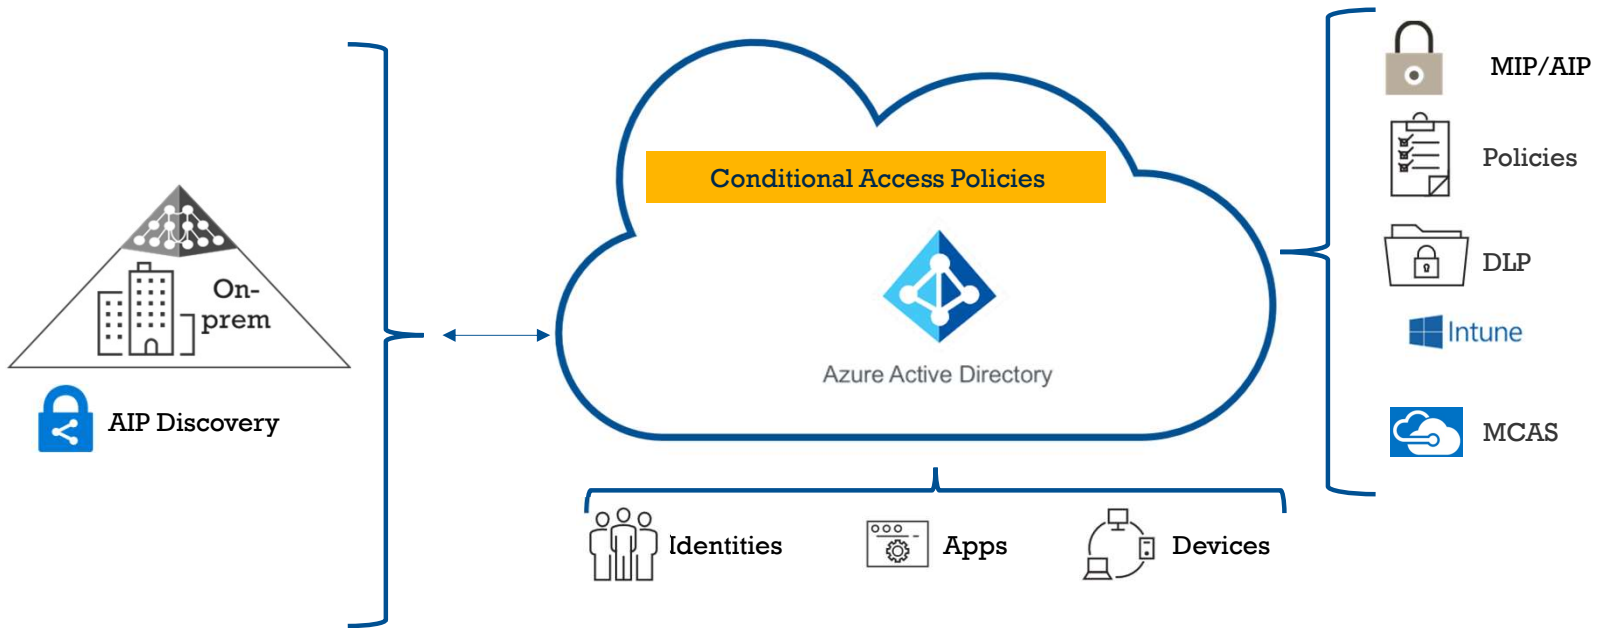 MIP/AIP
Conditional Access Policies
Policies
On-
prem
DLP
Intune
Azure Active Directory
AIP Discovery
MCAS
Identities
Apps
Devices